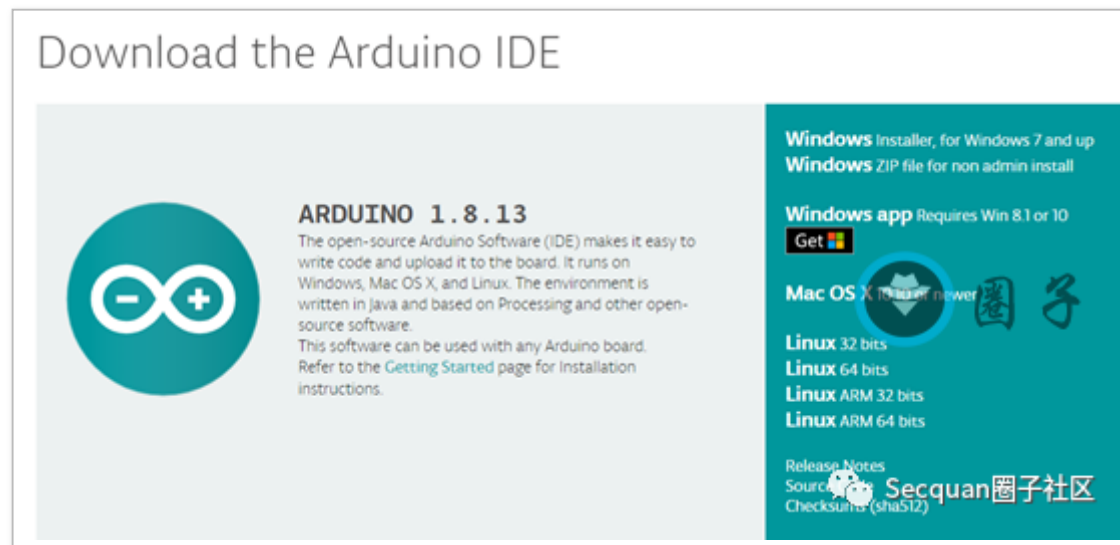 Download the Arduino IDE
ARDUINO 1.8.13
The open-source Arduino Software (IDE) makes it easy to
write code and upload it to the board. It runs on
Windows, Mac OS X, and Linux. The environment is
written in Java and based on Processing and other open-
source software.
This software can be used with any Arduino board.
Refer to the Getting Started page for Installation
instructions.
Windows Installer, for Windows 7 and up
Windows ZIP file for non admin install
Windows app Requires Win 8.1 or 10
Get
Mac OS X 10.10 or newer
圈子
Linux 32 bits
Linux 64 bits
Linux ARM 32 bits
Linux ARM 64 bits
Release Notes
Source
Secquan圈子社区
Checksums (sha512)